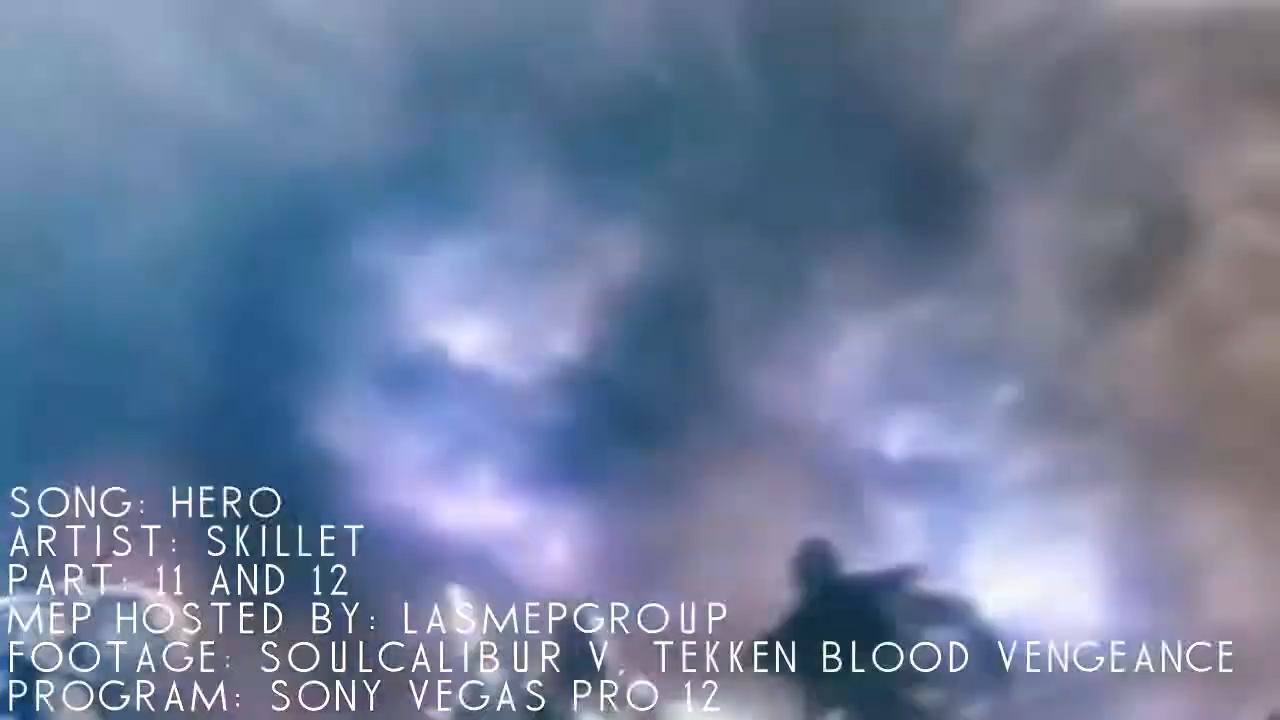 SONG: HERO
ARTIST: SKILLET
PART: 11 AND 12
MEP HOSTED BY: LASMEPGROUP
FOOTAGE: SOULCALIBUR V, TEKKEN BLOOD VENGEANCE
PROGRAM: SONY VEGAS PRO 12